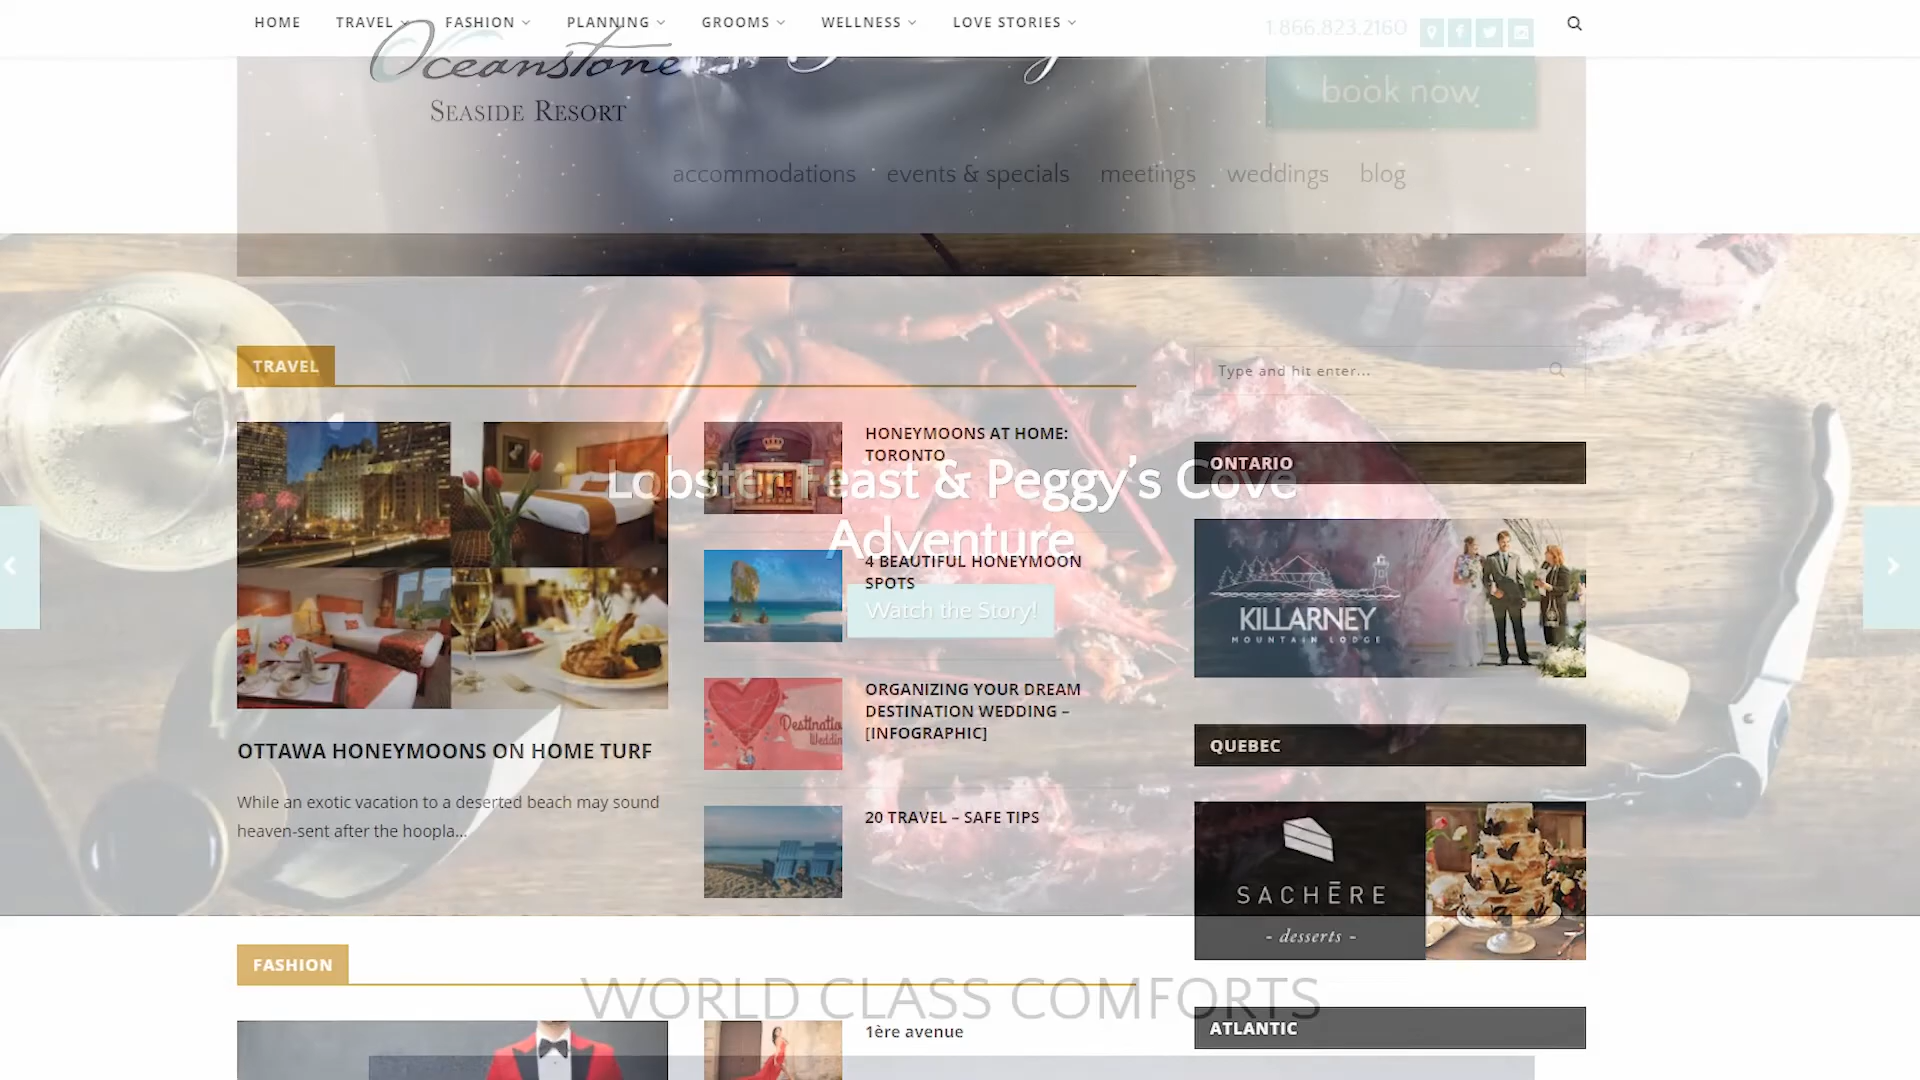 HOME TRAVEL FASHION PLANNING GROOMS WELLNESS LOVE STORIES
1.866.823.2160
Oceanstone
SEASIDE RESORT
book now
accommodations events & specials meetings weddings blog
TRAVEL
OTTAWA HONEYMOONS ON HOME TURF
While an exotic vacation to a deserted beach may sound
heaven-sent after the hoopla...
HONEYMOONS AT HOME:
TORONTO
4 BEAUTIFUL HONEYMOON
SPOTS
ORGANIZING YOUR DREAM
DESTINATION WEDDING –
[INFOGRAPHIC]
20 TRAVEL – SAFE TIPS
Lobster Feast & Peggy's Cove
Adventure
Watch the Story!
Type and hit enter...
ONTARIO
KILLARNEY
MOUNTAIN LODGE
QUEBEC
SACHĒRE
- desserts -
ATLANTIC
FASHION
1ère avenue
WORLD CLASS COMFORTS